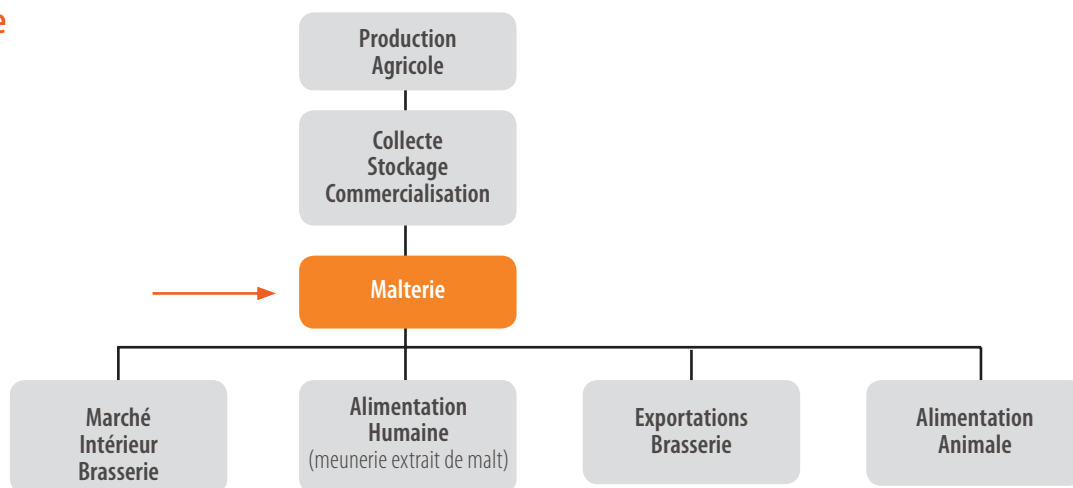 e
Production
Agricole
Collecte
Stockage
Commercialisation
Malterie
Marché
Intérieur
Brasserie
Alimentation
Humaine
(meunerie extrait de malt)
Exportations
Brasserie
Alimentation
Animale